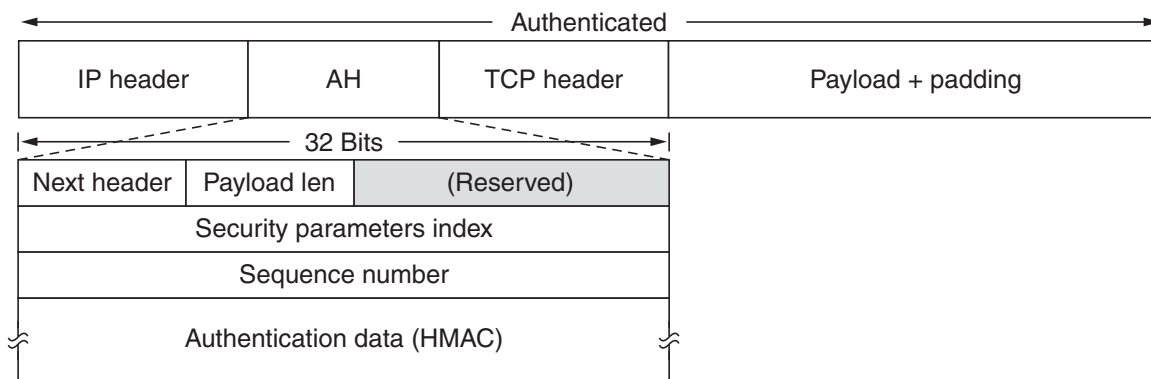 Authenticated
IP header AH TCP header Payload + padding
32 Bits
Next header Payload len (Reserved)
Security parameters index
Sequence number
Authentication data (HMAC)